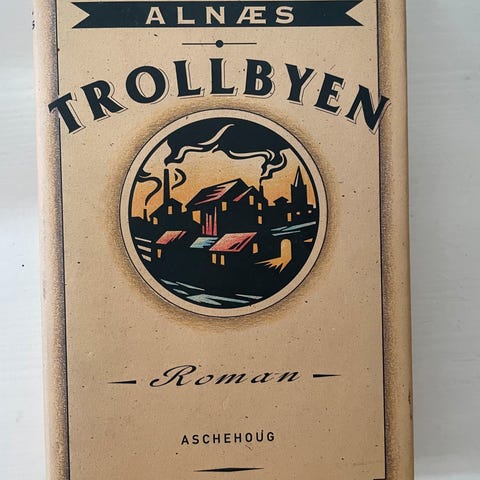 ALNÆS
TROLLBYEN
Roman
ASCHEHOUG